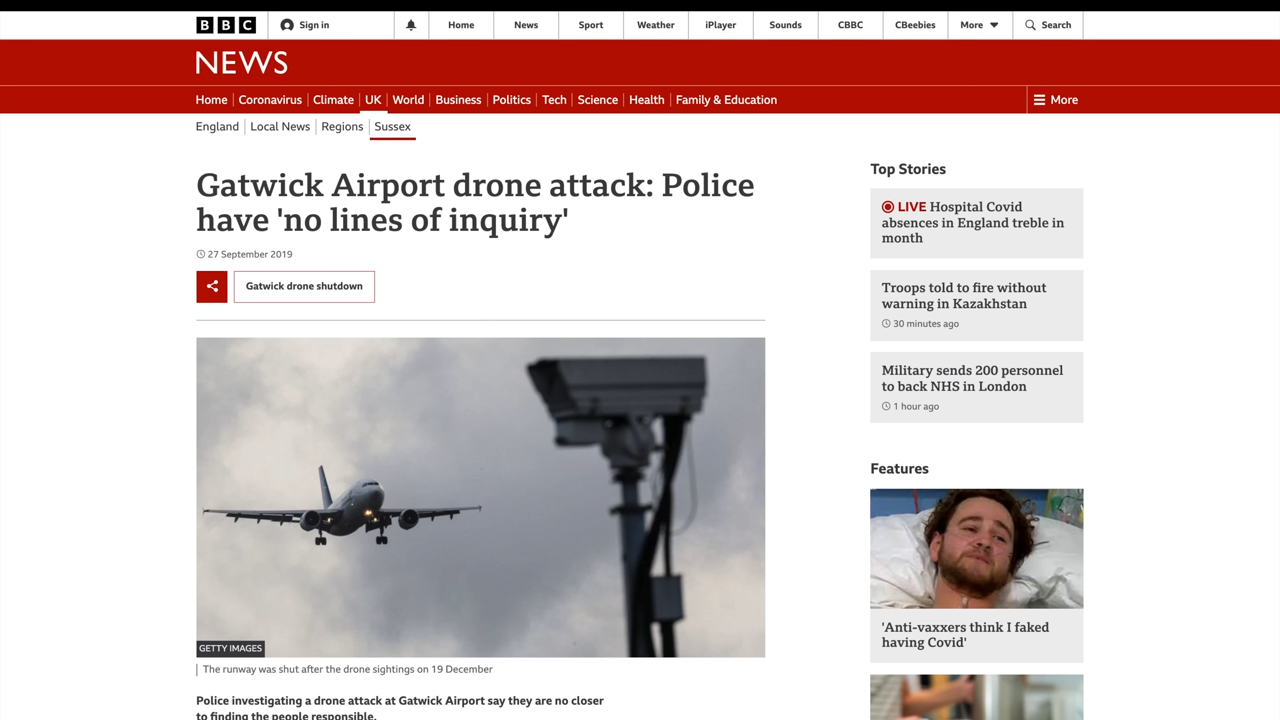 BBC
Sign in
Home
News
Sport
Weather
iPlayer
Sounds
CBBC
CBeebies
More
Search
NEWS
Home
Coronavirus
Climate
UK
World
Business
Politics
Tech
Science
Health
Family & Education
More
England
Local News
Regions
Sussex
Gatwick Airport drone attack: Police
have 'no lines of inquiry'
27 September 2019
Gatwick drone shutdown
GETTY IMAGES
The runway was shut after the drone sightings on 19 December
Police investigating a drone attack at Gatwick Airport say they are no closer
to finding the people responsible.
Top Stories
LIVE Hospital Covid
absences in England treble in
month
Troops told to fire without
warning in Kazakhstan
30 minutes ago
Military sends 200 personnel
to back NHS in London
1 hour ago
Features
'Anti-vaxxers think I faked
having Covid'